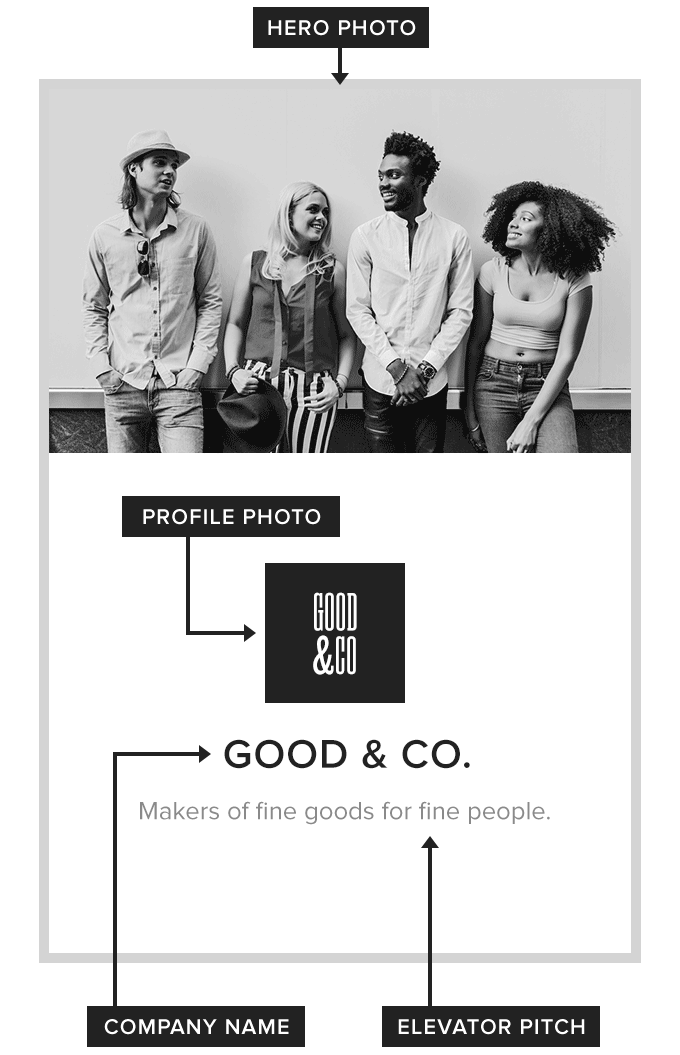 HERO PHOTO
PROFILE PHOTO
GOOD
&CO
GOOD & CO.
Makers of fine goods for fine people.
COMPANY NAME
ELEVATOR PITCH